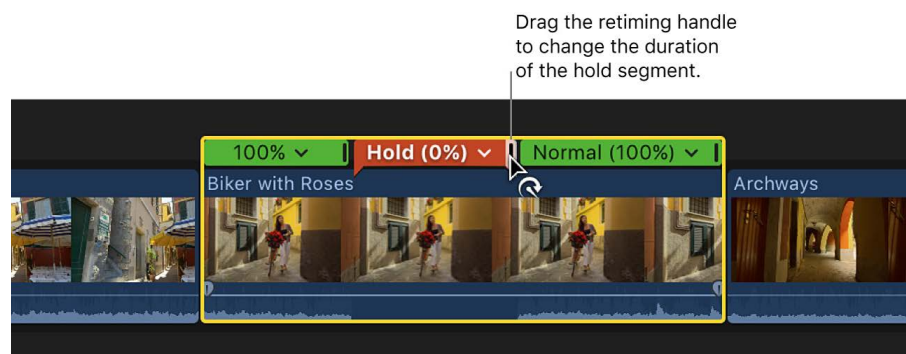 Drag the retiming handle
to change the duration
of the hold segment.
100% Hold (0%) Normal (100%)
Biker with Roses Archways